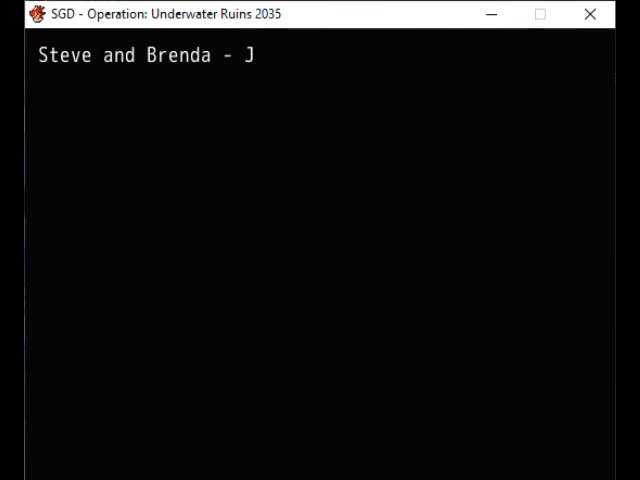 SGD - Operation: Underwater Ruins 2035
Steve and Brenda - J